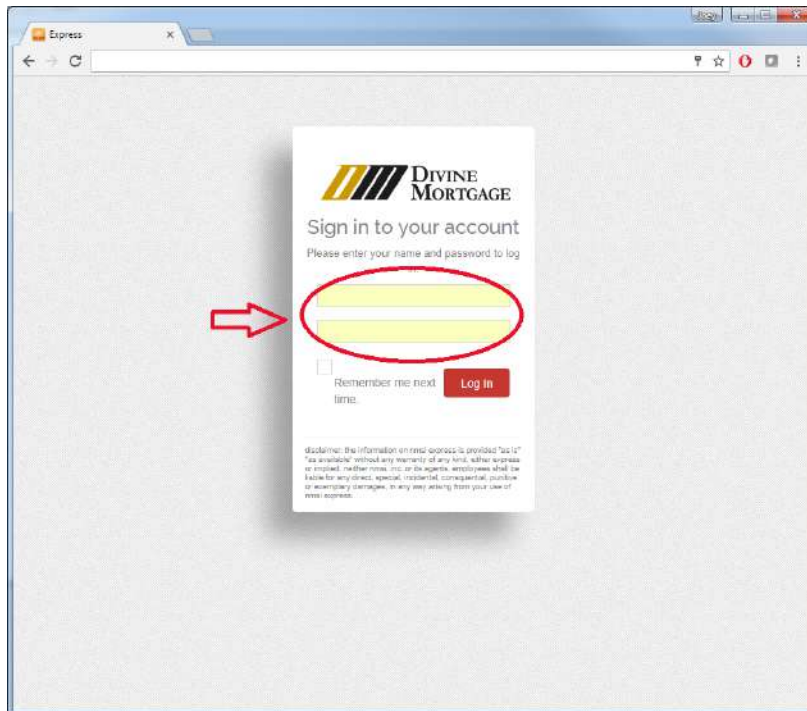 Express
DIVINE
MORTGAGE
Sign in to your account
Please enter your name and password to log
Remember me next
time.
Log In
disclaimer: the information on nmsi express is provided "as is"
"as available" without any warranty of any kind, either express
or implied. neither nmsi, inc. or its agents, employees shall be
liable for any direct, special, incidental, consequential, punitive
or exemplary damages, in any way arising from your use of
nmsi express.